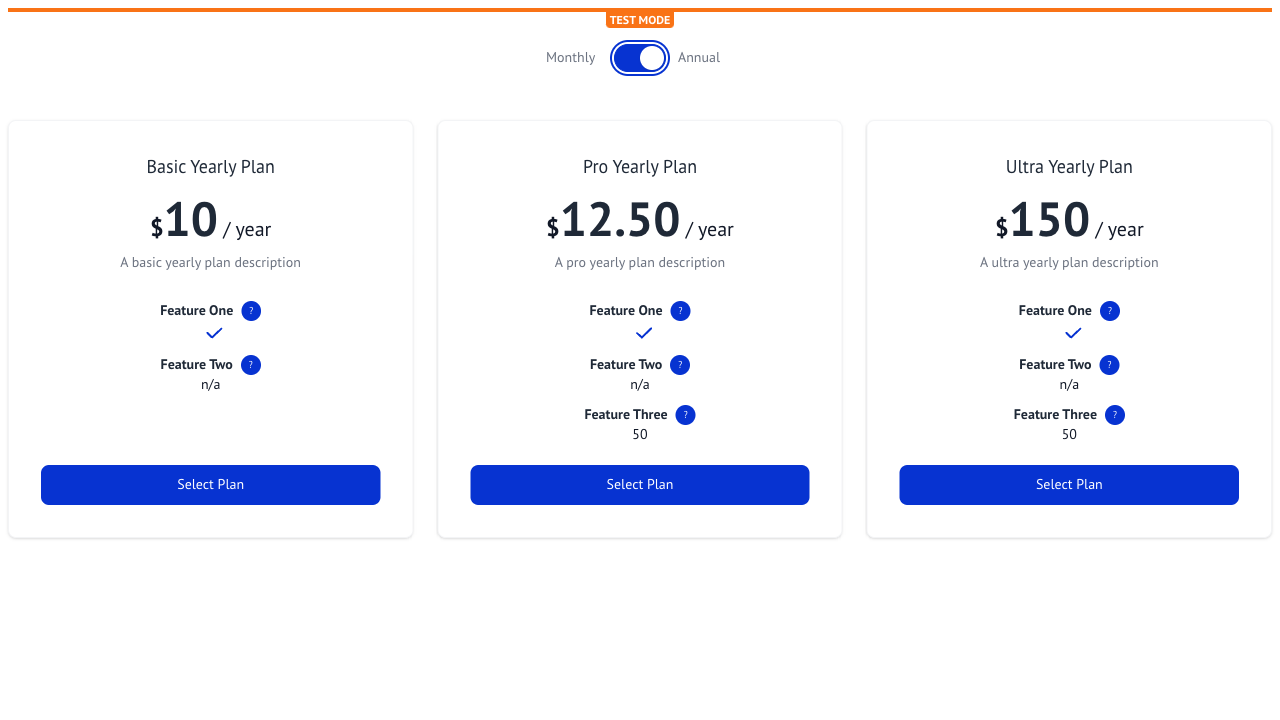 TEST MODE
Monthly Annual
Basic Yearly Plan
$10 / year
A basic yearly plan description
Feature One ?
Feature Two ?
n/a
Select Plan
Pro Yearly Plan
$12.50 / year
A pro yearly plan description
Feature One ?
Feature Two ?
n/a
Feature Three ?
50
Select Plan
Ultra Yearly Plan
$150 / year
A ultra yearly plan description
Feature One ?
Feature Two ?
n/a
Feature Three ?
50
Select Plan